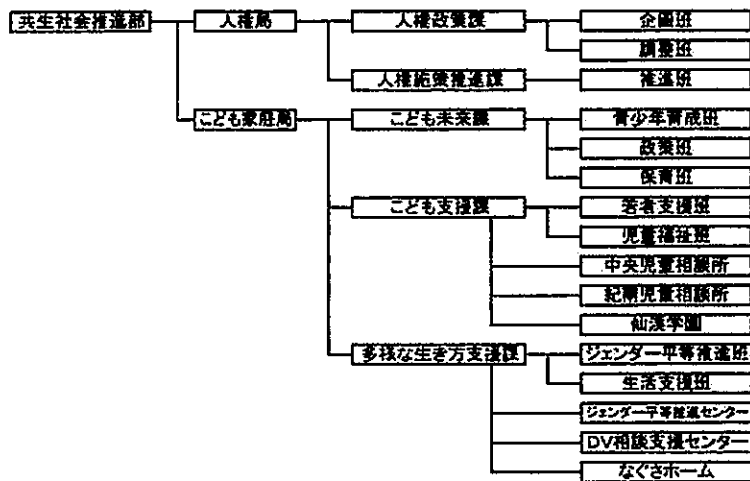 共生社会推進部
人権局
人権政策課
企画班
調整班
人権施策推進課
推進班
こども家庭局
こども未来課
青少年育成班
政策班
保育班
こども支援課
若者支援班
児童福祉班
中央児童相談所
紀南児童相談所
仙渓学園
多様な生き方支援課
ジェンダー平等推進班
生活支援班
ジェンダー平等推進センター
DV相談支援センター
なぐさホーム